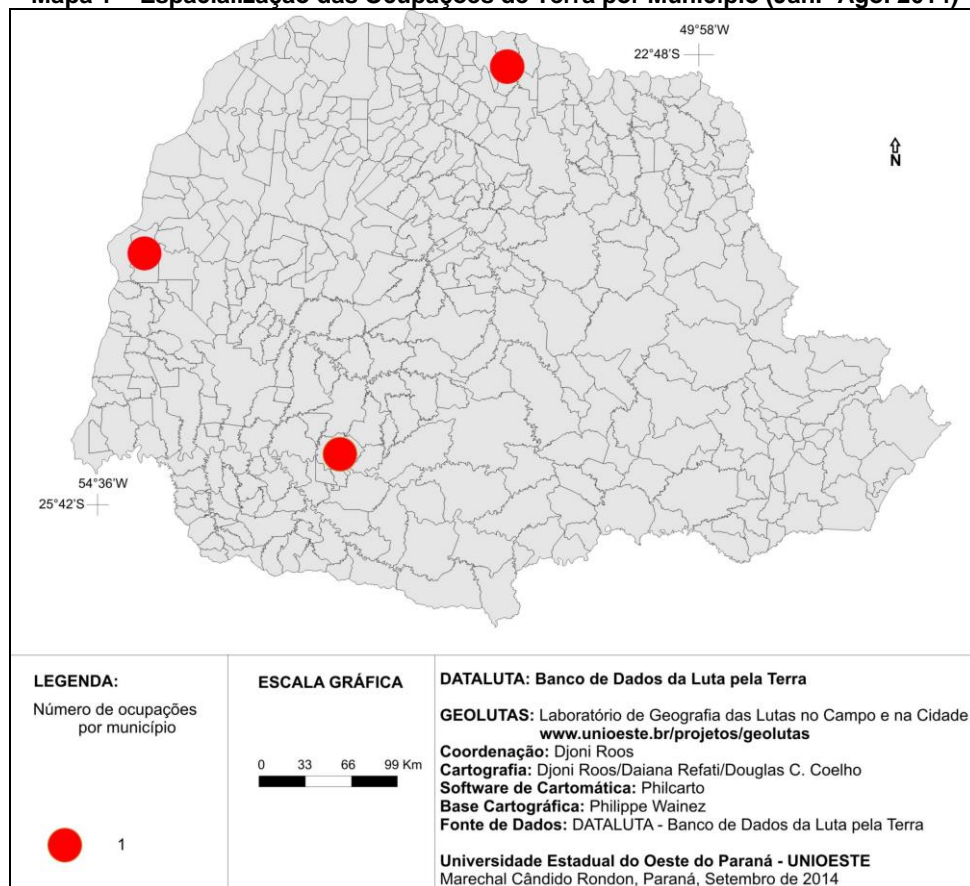 Mapa 1 – Espacialização das Ocupações de Terra por Município (Jan.- Ago. 2014)
49°58'W
22°48'S
N
54°36'W
25°42'S
LEGENDA:
Número de ocupações
por município
1
ESCALA GRÁFICA
0 33 66 99 Km
DATALUTA: Banco de Dados da Luta pela Terra
GEOLUTAS: Laboratório de Geografia das Lutas no Campo e na Cidade
www.unioeste.br/projetos/geolutas
Coordenação: Djoni Roos
Cartografia: Djoni Roos/Daiana Refati/Douglas C. Coelho
Software de Cartomática: Philcarto
Base Cartográfica: Philippe Wainez
Fonte de Dados: DATALUTA - Banco de Dados da Luta pela Terra
Universidade Estadual do Oeste do Paraná - UNIOESTE
Marechal Cândido Rondon, Paraná, Setembro de 2014